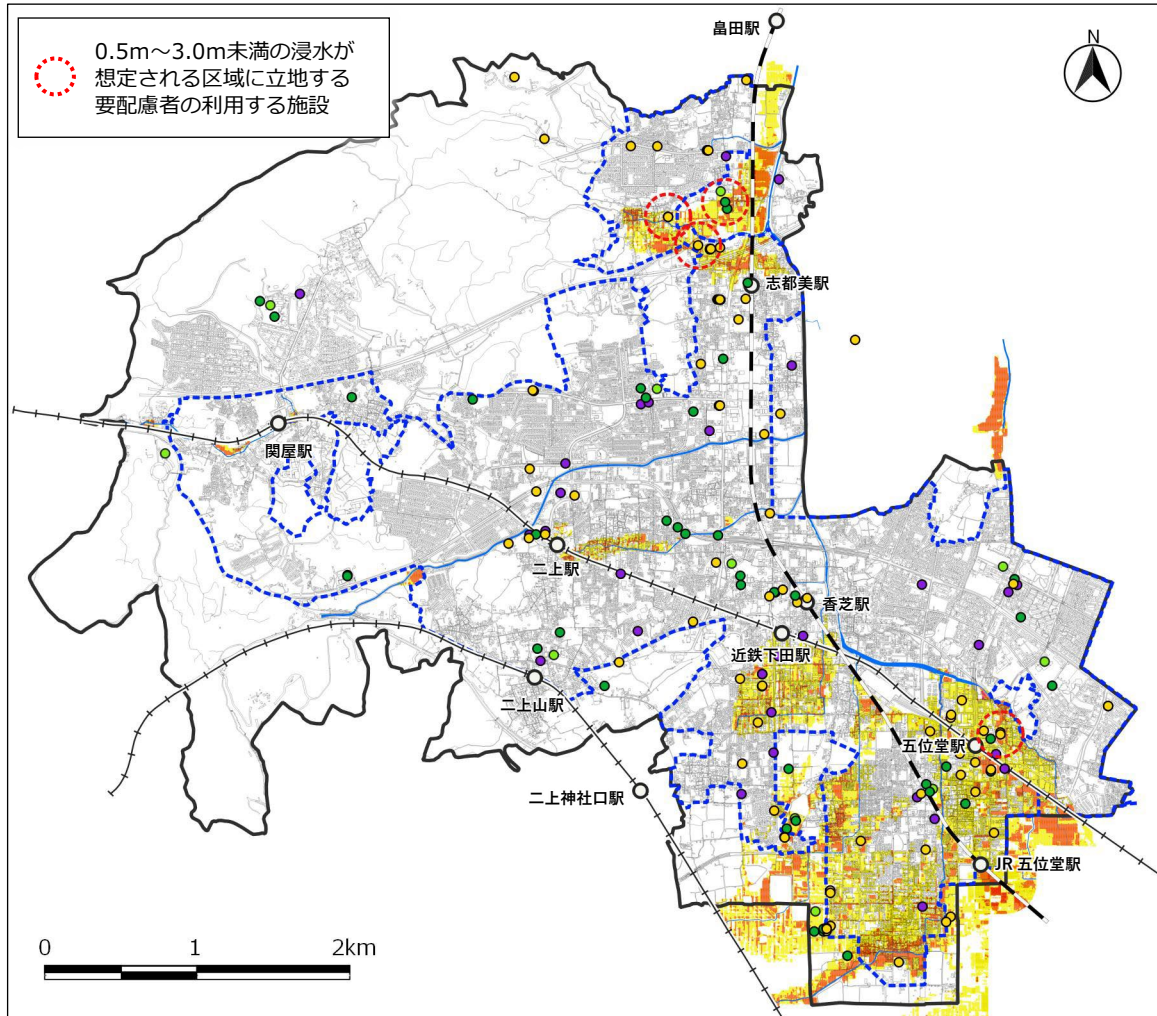 畠田駅
N
0.5m～3.0m未満の浸水が
想定される区域に立地する
要配慮者の利用する施設
志都美駅
関屋駅
二上駅
香芝駅
近鉄下田駅
二上山駅
五位堂駅
二上神社口駅
JR 五位堂駅
0 1 2km